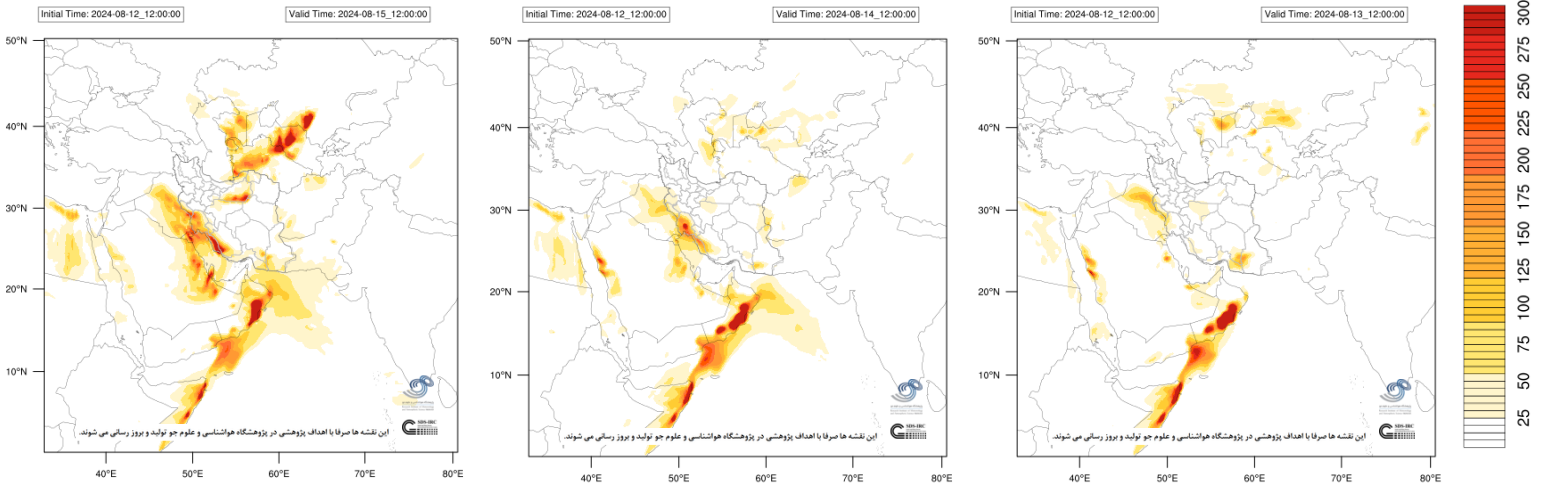 Initial Time: 2024-08-12_12:00:00
Valid Time: 2024-08-15_12:00:00
50°N
40°N
30°N
20°N
10°N
40°E
50°E
60°E
70°E
80°E
SDS-IRC
این نقشه ها صرفا با اهداف پژوهشی در پژوهشگاه هواشناسی و علوم جو تولید و بروز رسانی می شوند.
Initial Time: 2024-08-12_12:00:00
Valid Time: 2024-08-14_12:00:00
50°N
40°N
30°N
20°N
10°N
40°E
50°E
60°E
70°E
80°E
SDS-IRC
این نقشه ها صرفا با اهداف پژوهشی در پژوهشگاه هواشناسی و علوم جو تولید و بروز رسانی می شوند.
Initial Time: 2024-08-12_12:00:00
Valid Time: 2024-08-13_12:00:00
50°N
40°N
30°N
20°N
10°N
40°E
50°E
60°E
70°E
80°E
SDS-IRC
این نقشه ها صرفا با اهداف پژوهشی در پژوهشگاه هواشناسی و علوم جو تولید و بروز رسانی می شوند.
300
275
250
225
200
175
150
125
100
75
50
25